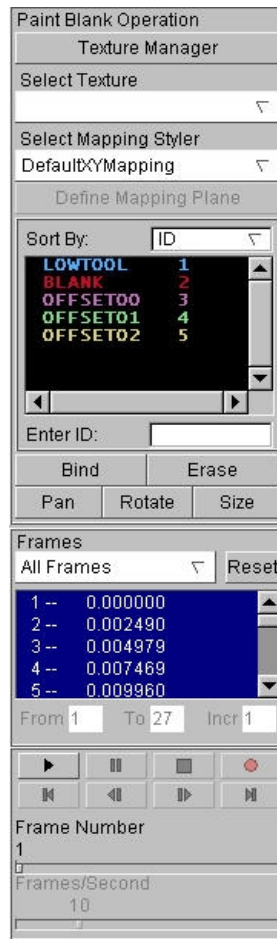 Paint Blank Operation
Texture Manager
Select Texture
Select Mapping Styler
DefaultXYMapping
Define Mapping Plane
Sort By: ID
LOWTOOL 1
BLANK 2
OFFSET00 3
OFFSET01 4
OFFSET02 5
Enter ID:
Bind Erase
Pan Rotate Size
Frames
All Frames Reset
1 -- 0.000000
2 -- 0.002490
3 -- 0.004979
4 -- 0.007469
5 -- 0.009960
From 1 To 27 Incr 1
Frame Number
1
Frames/Second
10